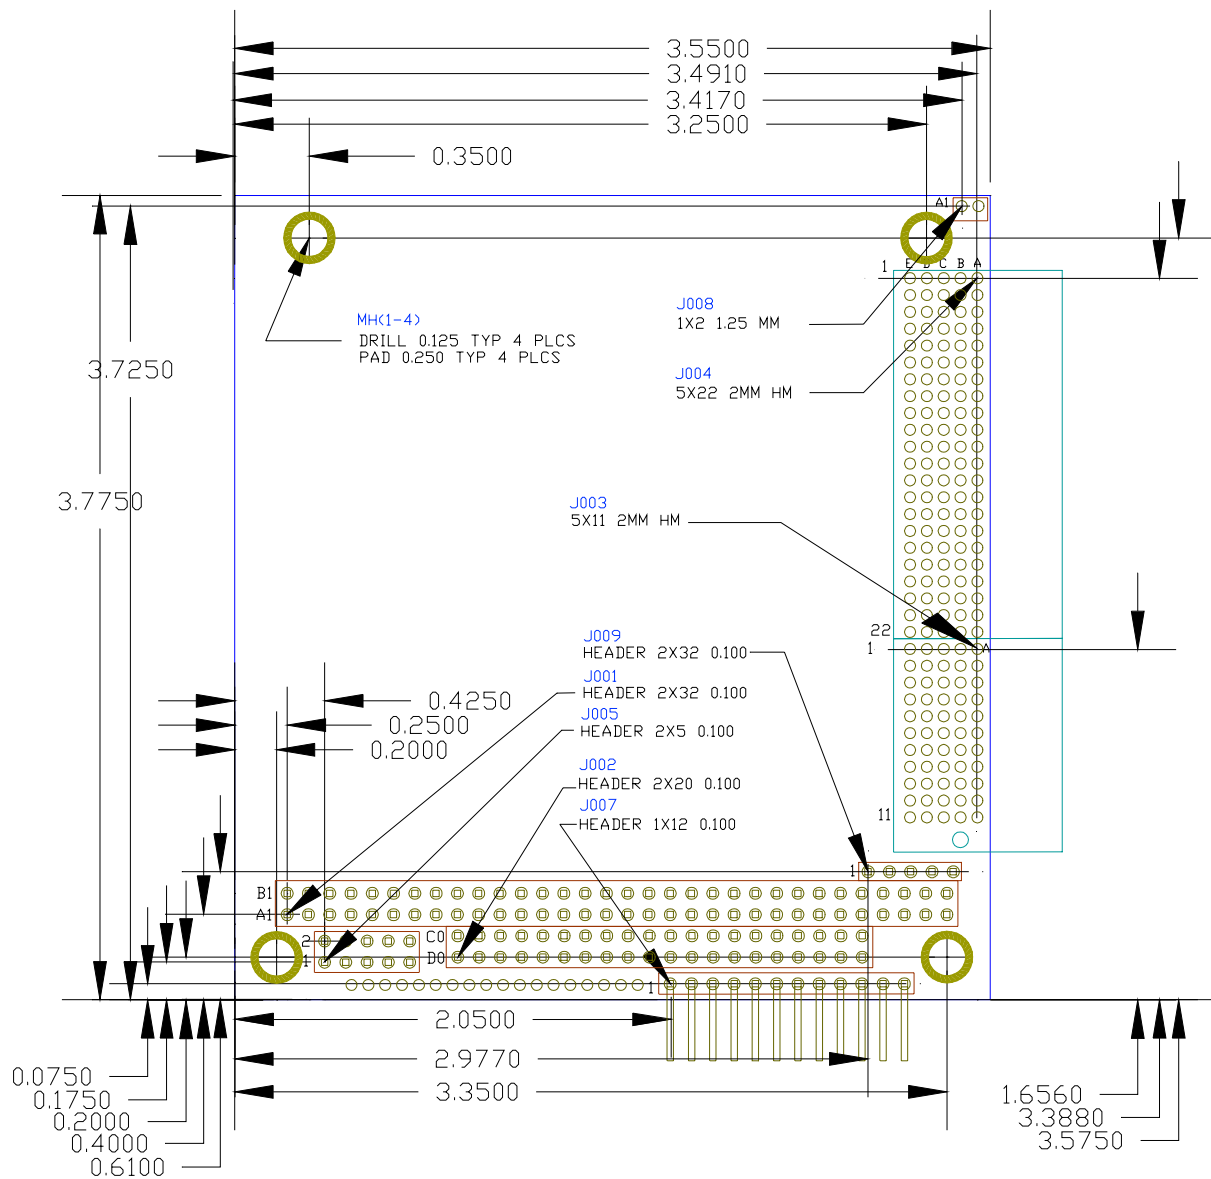 3.5500
3.4910
3.4170
3.2500
0.3500
A1
1 E D C B A
J008
1X2 1.25 MM
MH(1-4)
DRILL 0.125 TYP 4 PLCS
PAD 0.250 TYP 4 PLCS
3.7250
J004
5X22 2MM HM
3.7750
J003
5X11 2MM HM
22
J009
HEADER 2X32 0.100
1
A
J001
HEADER 2X32 0.100
0.4250
0.2500
J005
HEADER 2X5 0.100
0.2000
J002
HEADER 2X20 0.100
J007
HEADER 1X12 0.100
11
1
B1
A1
2
C0
1
D0
1
2.0500
2.9770
3.3500
0.0750
0.1750
0.2000
0.4000
0.6100
1.6560
3.3880
3.5750